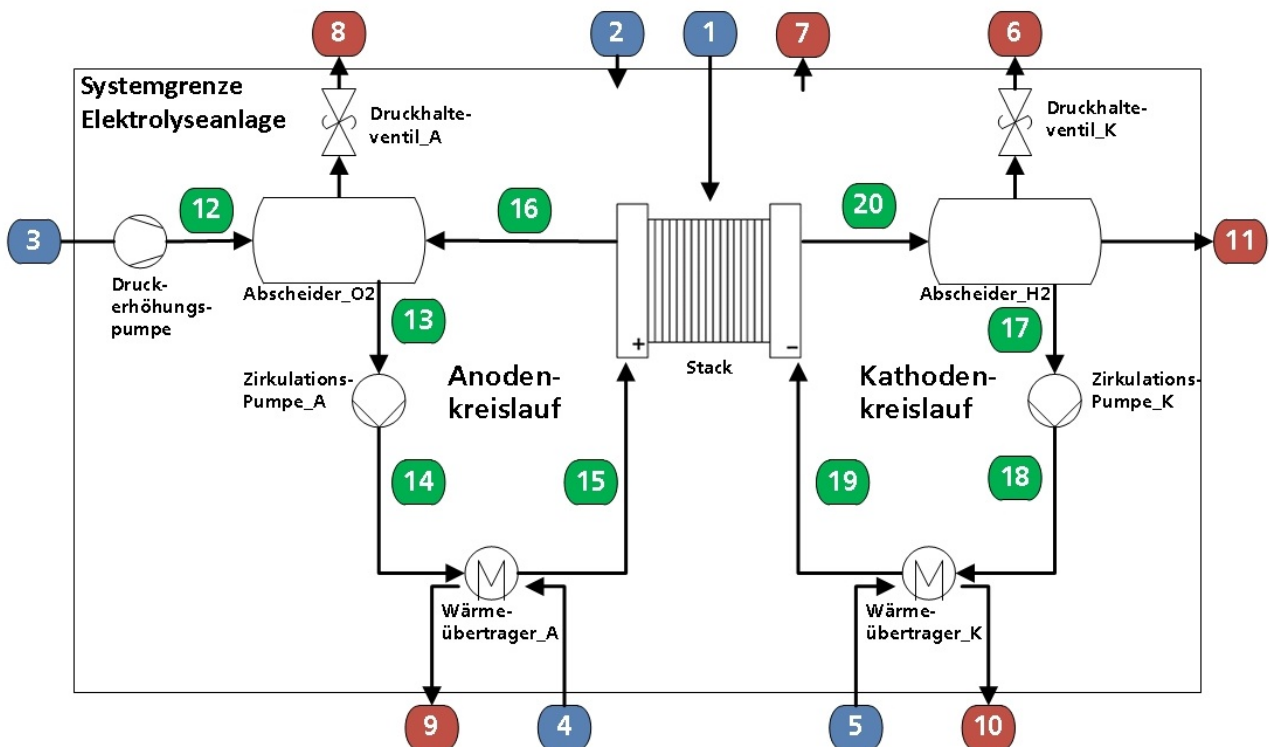 8
2
1
7
6
Systemgrenze
Elektrolyseanlage
Druckhalte-
ventil_A
Druckhalte-
ventil_K
12
16
20
3
11
Druck-
erhöhungs-
pumpe
Abscheider_O2
Abscheider_H2
13
17
+
−
Stack
Zirkulations-
Pumpe_A
Anoden-
kreislauf
Kathoden-
kreislauf
Zirkulations-
Pumpe_K
14
15
19
18
Wärme-
übertrager_A
Wärme-
übertrager_K
9
4
5
10